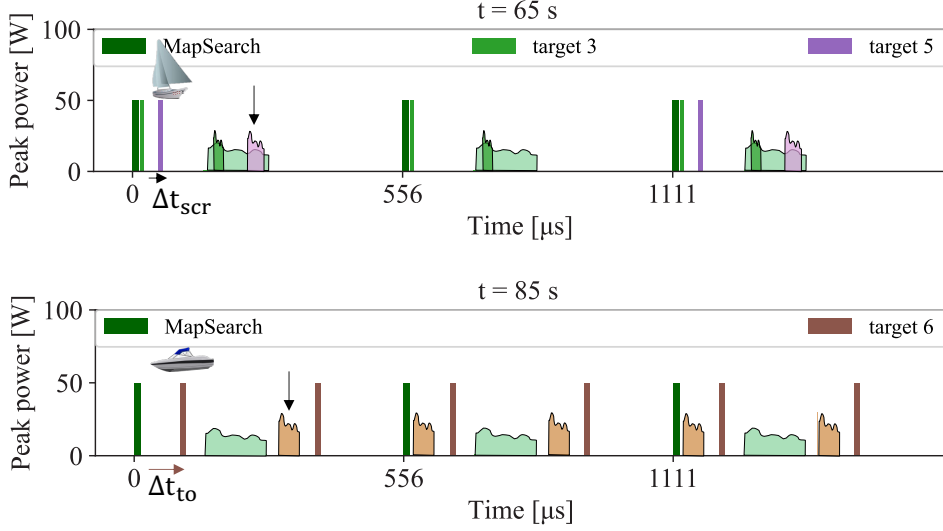 t = 65 s
Peak power [W]
100
50
0
MapSearch
target 3
target 5
0
556
1111
Δt_scr
Time [μs]
t = 85 s
Peak power [W]
100
50
0
MapSearch
target 6
0
556
1111
Δt_to
Time [μs]